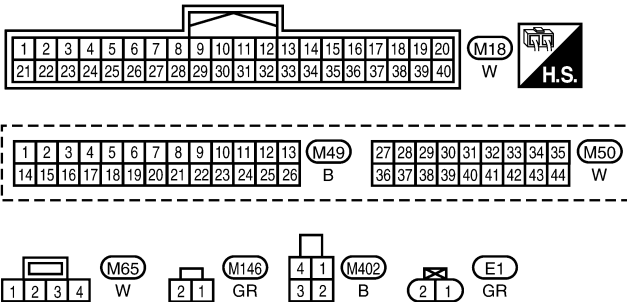 1 2 3 4 5 6 7 8 9 10 11 12 13 14 15 16 17 18 19 20 M18
21 22 23 24 25 26 27 28 29 30 31 32 33 34 35 36 37 38 39 40 W
H.S.
1 2 3 4 5 6 7 8 9 10 11 12 13 M49
14 15 16 17 18 19 20 21 22 23 24 25 26 B
27 28 29 30 31 32 33 34 35 M50
36 37 38 39 40 41 42 43 44 W
1 2 3 4 M65
W
2 1 M146
GR
4 1 M402
3 2 B
2 1 E1
GR